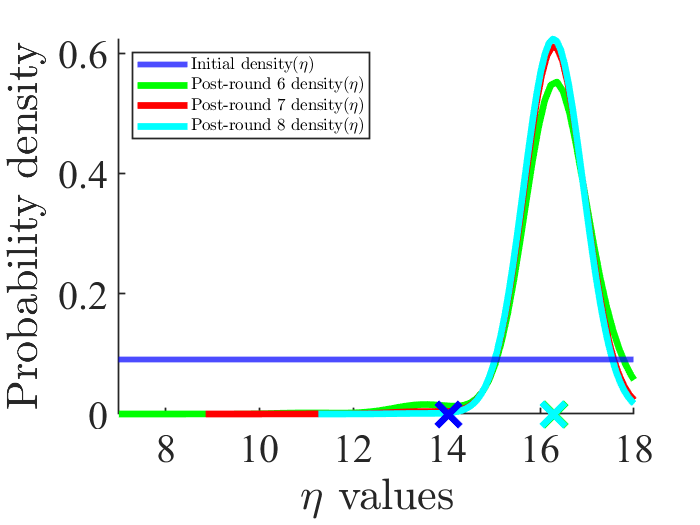 Probability density
0.6
0.4
0.2
0
Initial density(η)
Post-round 6 density(η)
Post-round 7 density(η)
Post-round 8 density(η)
8 10 12 14 16 18
η values